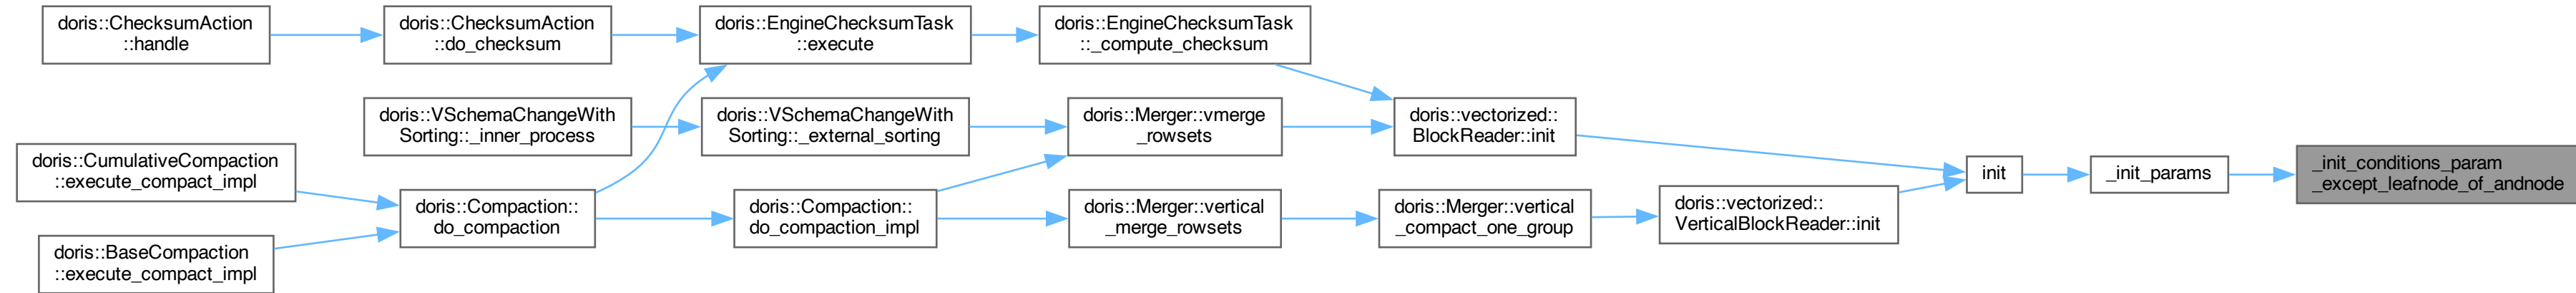 doris::ChecksumAction
::handle
doris::ChecksumAction
::do_checksum
doris::EngineChecksumTask
::execute
doris::EngineChecksumTask
::_compute_checksum
doris::VSchemaChangeWith
Sorting::_inner_process
doris::VSchemaChangeWith
Sorting::_external_sorting
doris::Merger::vmerge
_rowsets
doris::vectorized::
BlockReader::init
doris::CumulativeCompaction
::execute_compact_impl
init
_init_params
_init_conditions_param
_except_leafnode_of_andnode
doris::Compaction::
do_compaction
doris::Compaction::
do_compaction_impl
doris::Merger::vertical
_merge_rowsets
doris::Merger::vertical
_compact_one_group
doris::vectorized::
VerticalBlockReader::init
doris::BaseCompaction
::execute_compact_impl